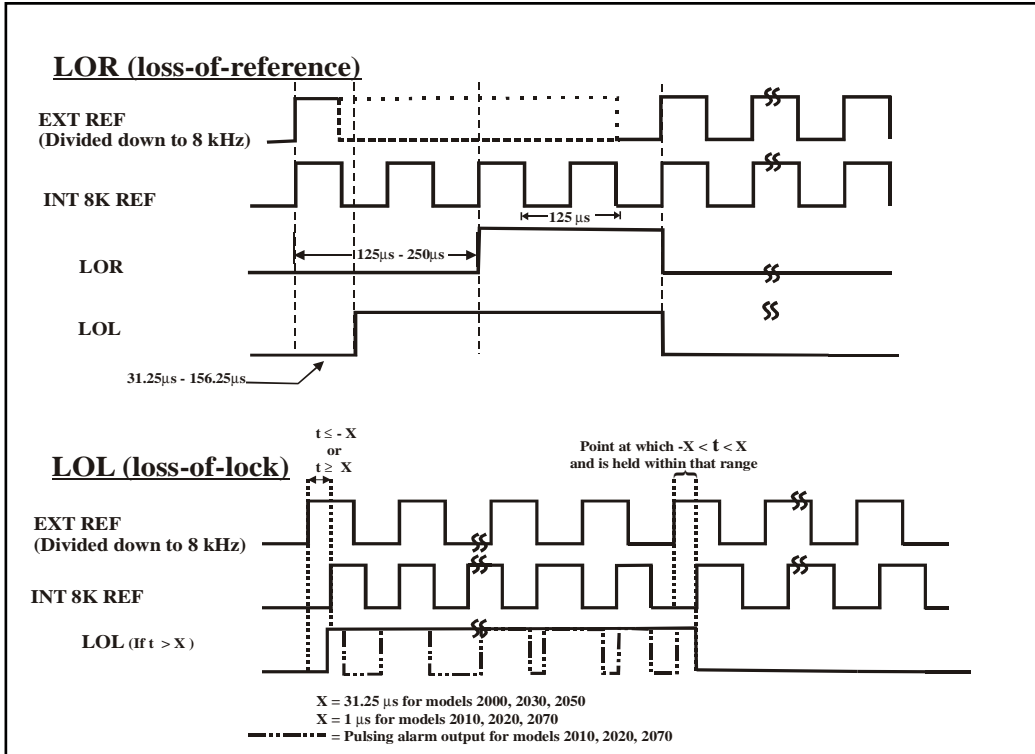 LOR (loss-of-reference)
EXT REF
(Divided down to 8 kHz)
INT 8K REF
125 µs
125µs - 250µs
LOR
LOL
31.25µs - 156.25µs
t ≤ - X
or
t ≥ X
Point at which -X < t < X
and is held within that range
LOL (loss-of-lock)
EXT REF
(Divided down to 8 kHz)
INT 8K REF
LOL (If t > X )
X = 31.25 µs for models 2000, 2030, 2050
X = 1 µs for models 2010, 2020, 2070
= Pulsing alarm output for models 2010, 2020, 2070